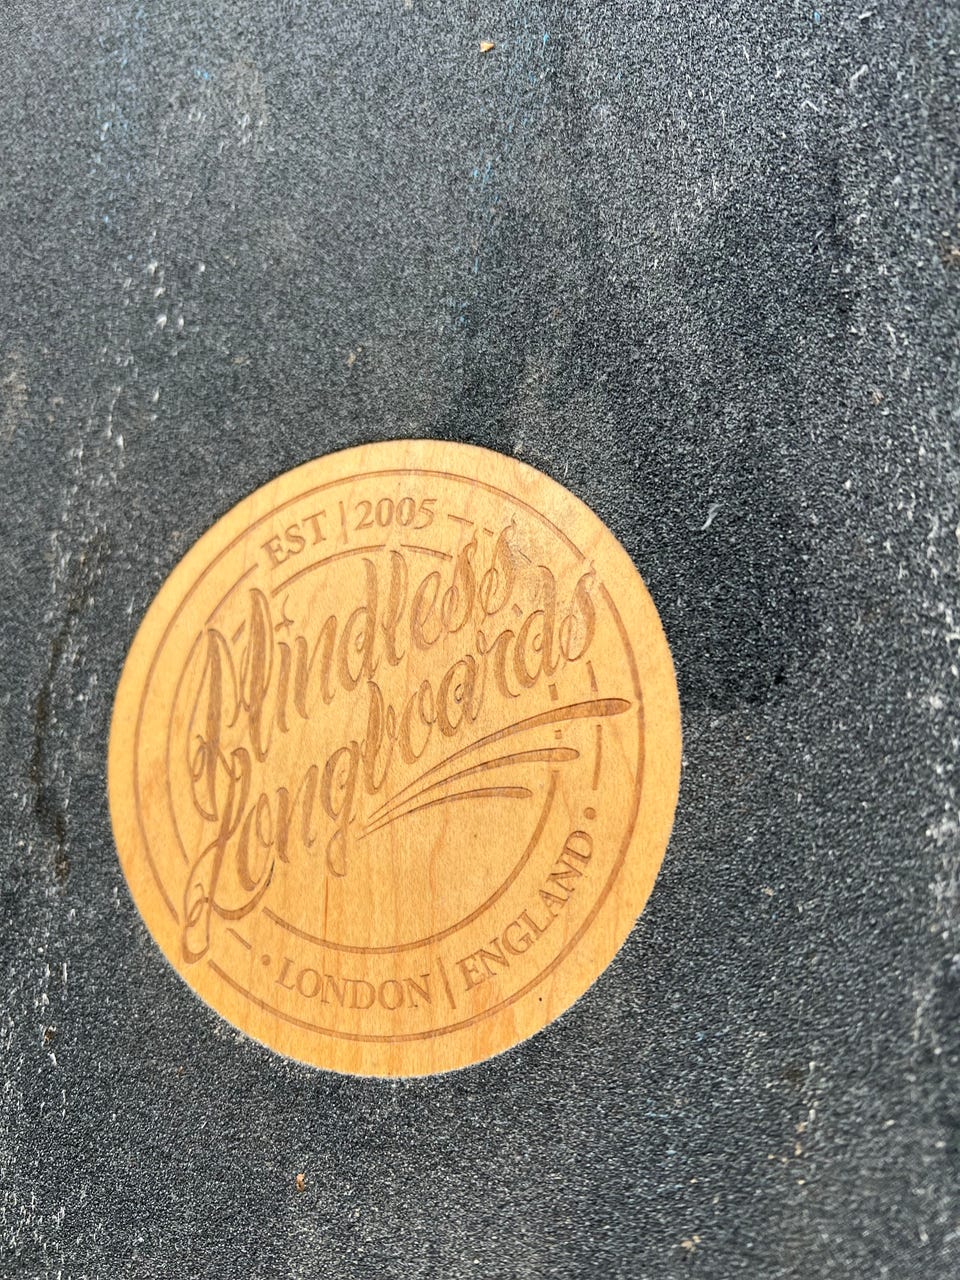 EST | 2005
Mindless
Longboards
• LONDON | ENGLAND •